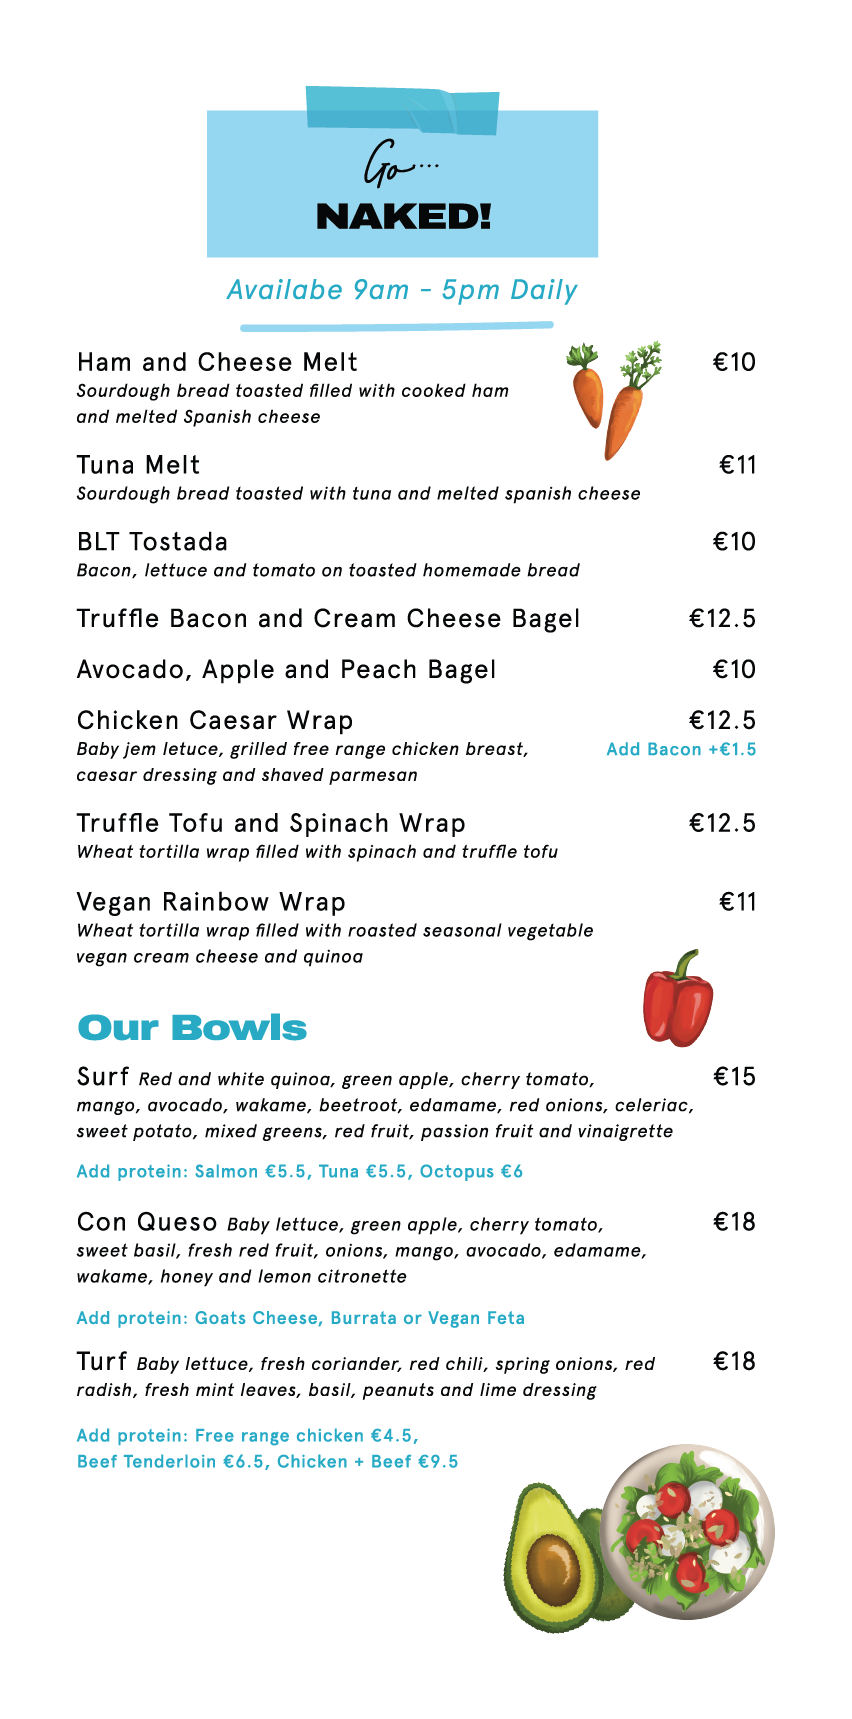 Go....
NAKED!
Availabe 9am - 5pm Daily
Ham and Cheese Melt €10
Sourdough bread toasted filled with cooked ham
and melted Spanish cheese
Tuna Melt €11
Sourdough bread toasted with tuna and melted spanish cheese
BLT Tostada €10
Bacon, lettuce and tomato on toasted homemade bread
Truffle Bacon and Cream Cheese Bagel €12.5
Avocado, Apple and Peach Bagel €10
Chicken Caesar Wrap €12.5
Baby jem letuce, grilled free range chicken breast, Add Bacon +€1.5
caesar dressing and shaved parmesan
Truffle Tofu and Spinach Wrap €12.5
Wheat tortilla wrap filled with spinach and truffle tofu
Vegan Rainbow Wrap €11
Wheat tortilla wrap filled with roasted seasonal vegetable
vegan cream cheese and quinoa
Our Bowls
Surf Red and white quinoa, green apple, cherry tomato, €15
mango, avocado, wakame, beetroot, edamame, red onions, celeriac,
sweet potato, mixed greens, red fruit, passion fruit and vinaigrette
Add protein: Salmon €5.5, Tuna €5.5, Octopus €6
Con Queso Baby lettuce, green apple, cherry tomato, €18
sweet basil, fresh red fruit, onions, mango, avocado, edamame,
wakame, honey and lemon citronette
Add protein: Goats Cheese, Burrata or Vegan Feta
Turf Baby lettuce, fresh coriander, red chili, spring onions, red €18
radish, fresh mint leaves, basil, peanuts and lime dressing
Add protein: Free range chicken €4.5,
Beef Tenderloin €6.5, Chicken + Beef €9.5